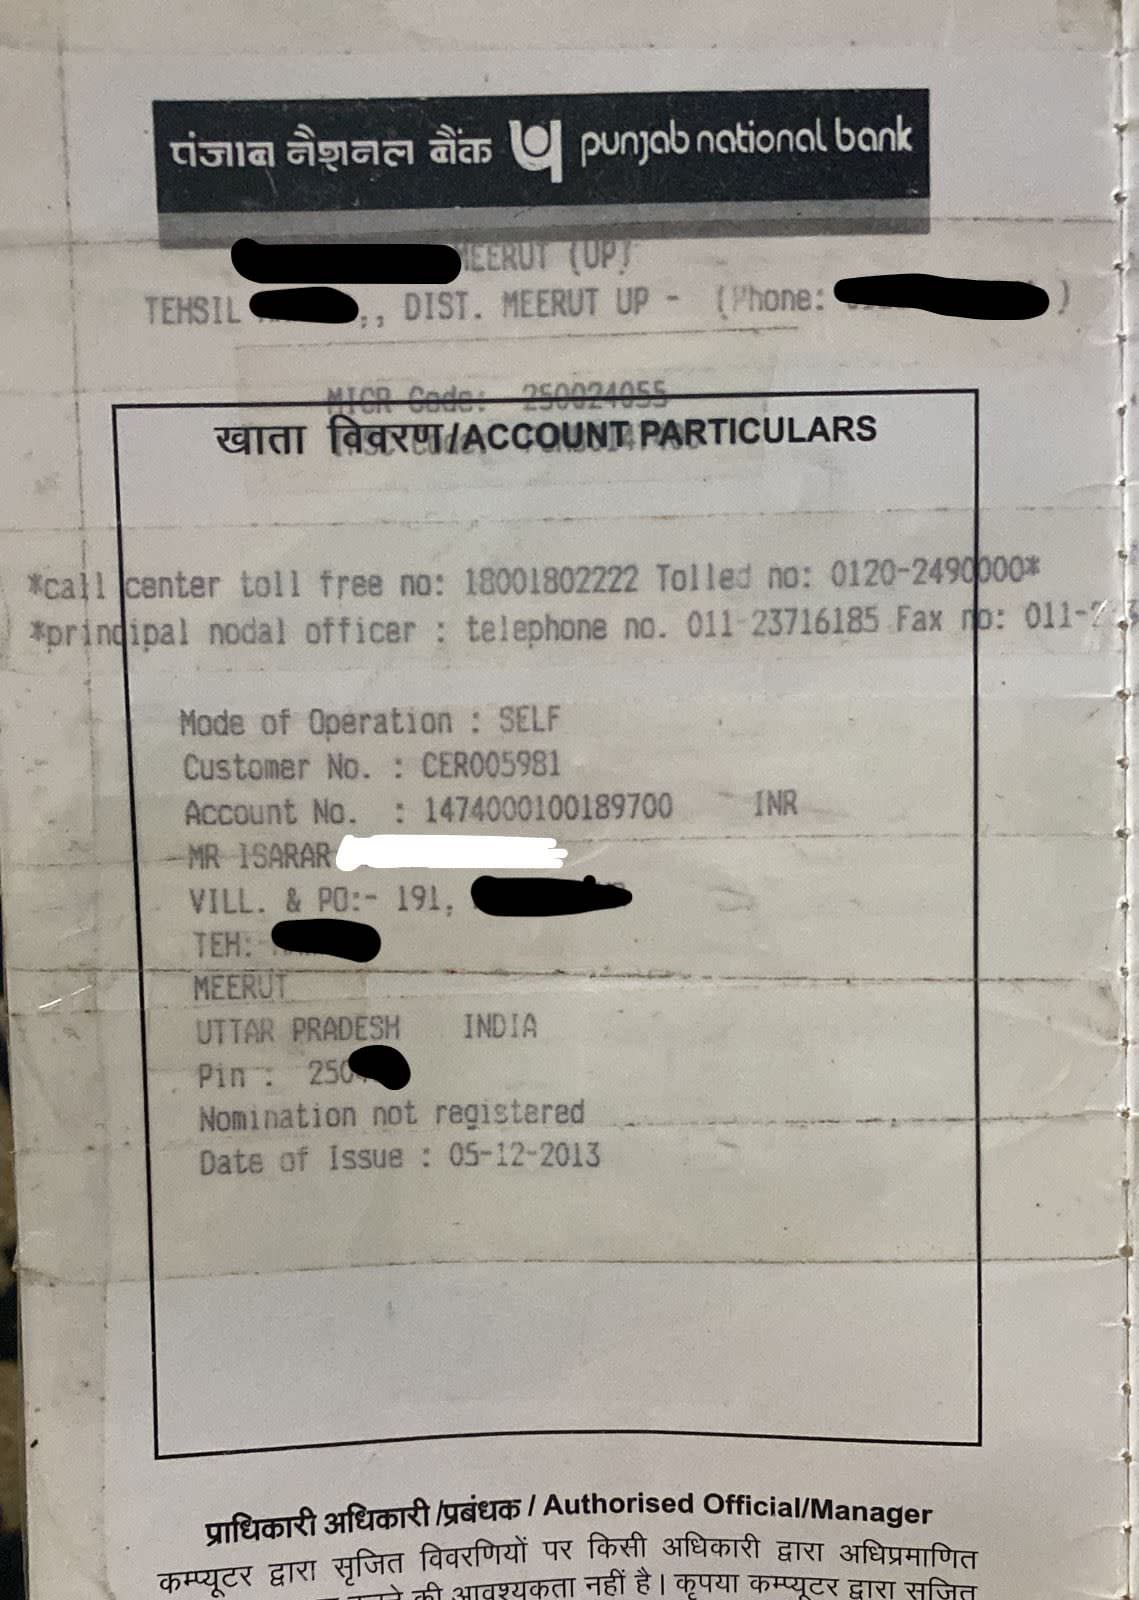 पंजाब नैशनल बैंक punjab national bank
MEERUT (UP)
TEHSIL ,, DIST. MEERUT UP - (Phone: )
MICR Code: 250024055
खाता विवरण/ACCOUNT PARTICULARS
*call center toll free no: 18001802222 Tolled no: 0120-2490000*
*principal nodal officer : telephone no. 011-23716185 Fax no: 011-
Mode of Operation : SELF
Customer No. : CER005981
Account No. : 1474000100189700 INR
MR ISARAR
VILL. & PO:- 191,
TEH:
MEERUT
UTTAR PRADESH INDIA
Pin : 250
Nomination not registered
Date of Issue : 05-12-2013
प्राधिकारी अधिकारी/प्रबंधक / Authorised Official/Manager
कम्प्यूटर द्वारा सृजित विवरणियों पर किसी अधिकारी द्वारा अधिप्रमाणित
की आवश्यकता नहीं है। कृपया कम्प्यूटर द्वारा सृजित